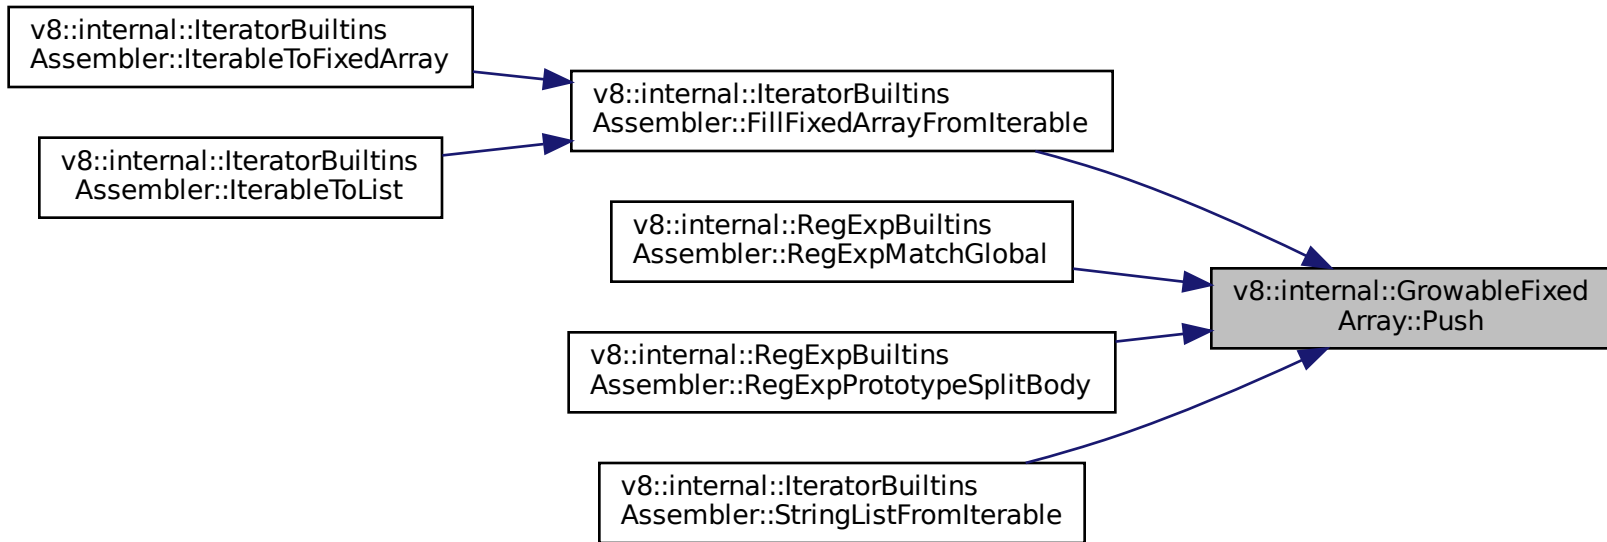 v8::internal::IteratorBuiltins
Assembler::IterableToFixedArray
v8::internal::IteratorBuiltins
Assembler::IterableToList
v8::internal::IteratorBuiltins
Assembler::FillFixedArrayFromIterable
v8::internal::RegExpBuiltins
Assembler::RegExpMatchGlobal
v8::internal::RegExpBuiltins
Assembler::RegExpPrototypeSplitBody
v8::internal::IteratorBuiltins
Assembler::StringListFromIterable
v8::internal::GrowableFixed
Array::Push